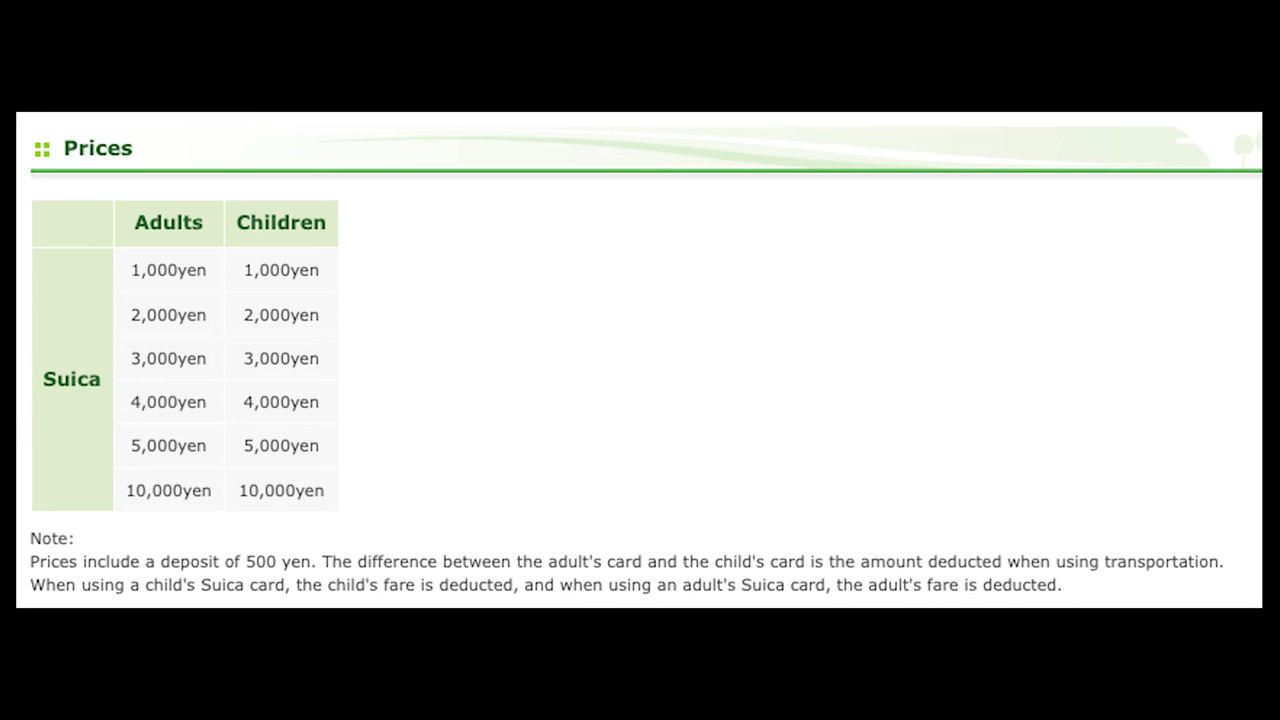 Prices
Adults Children
Suica
1,000yen 1,000yen
2,000yen 2,000yen
3,000yen 3,000yen
4,000yen 4,000yen
5,000yen 5,000yen
10,000yen 10,000yen
Note:
Prices include a deposit of 500 yen. The difference between the adult's card and the child's card is the amount deducted when using transportation.
When using a child's Suica card, the child's fare is deducted, and when using an adult's Suica card, the adult's fare is deducted.